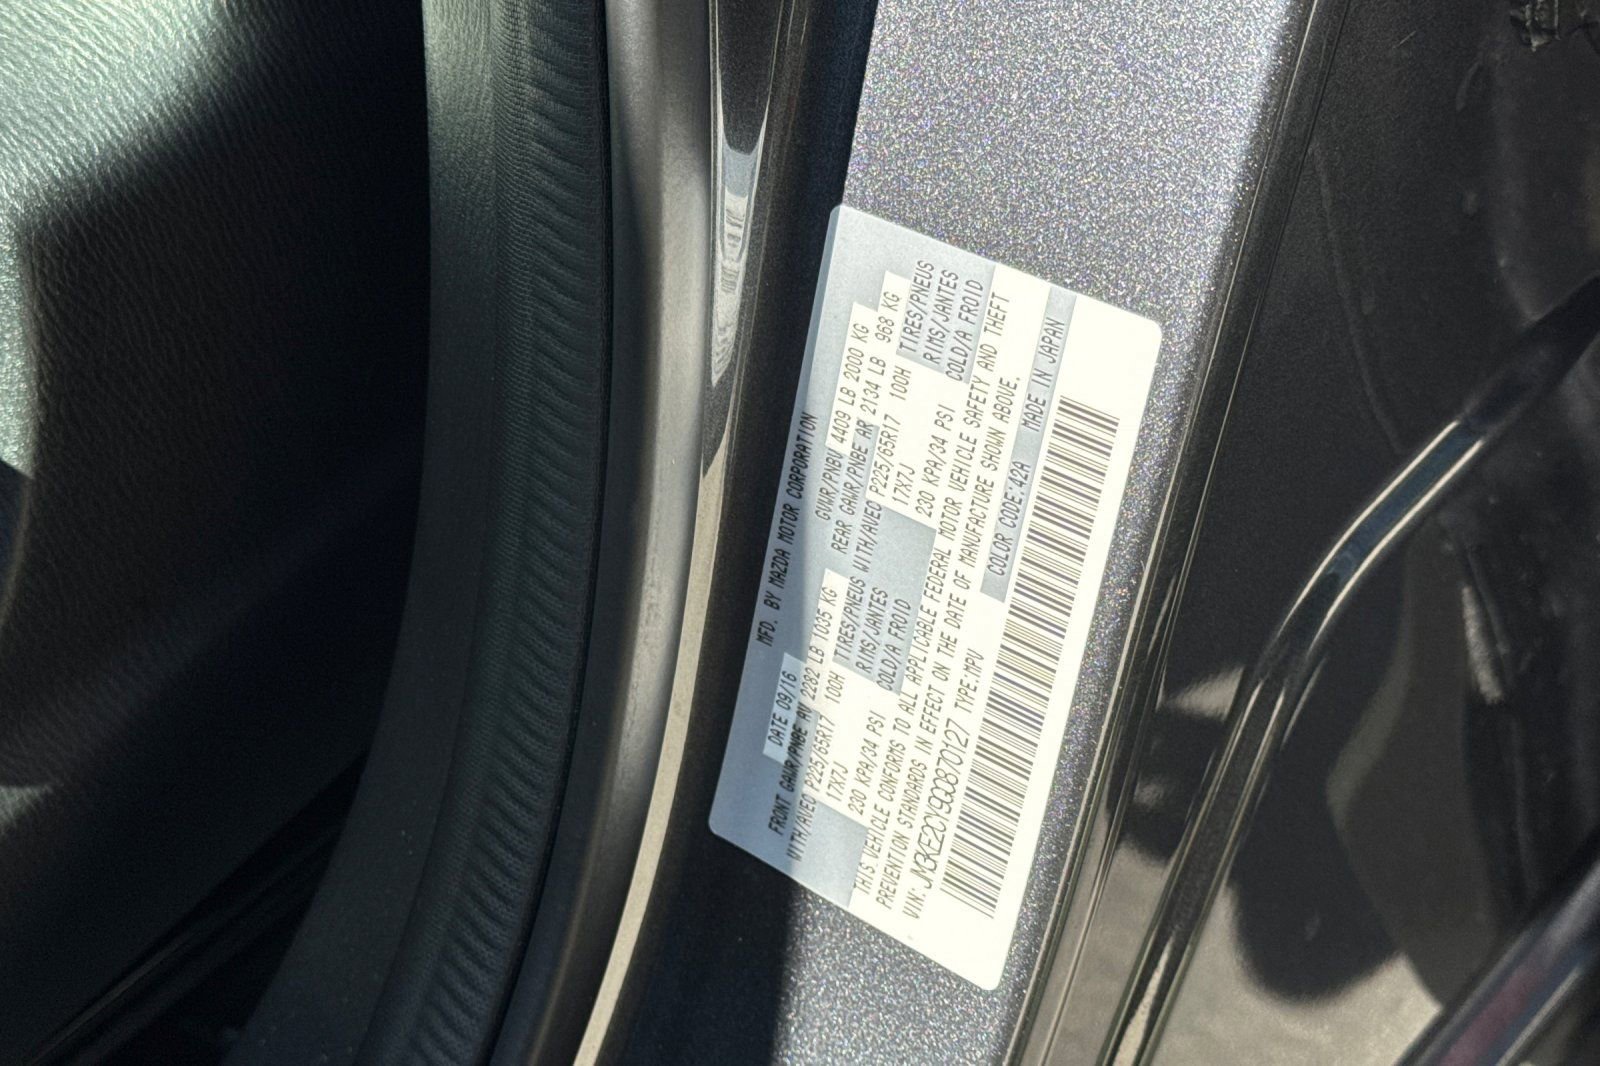 MFD. BY MAZDA MOTOR CORPORATION
DATE 09/16 GVWR/PNBV 4409 LB 2000 KG
FRONT GAWR/PNBE AV 2282 LB 1035 KG REAR GAWR/PNBE AR 2134 LB 968 KG
WITH/AVEC P225/65R17 100H TIRES/PNEUS WITH/AVEC P225/65R17 100H TIRES/PNEUS
17X7J RIMS/JANTES 17X7J RIMS/JANTES
230 KPA/34 PSI COLD/A FROID 230 KPA/34 PSI COLD/A FROID
THIS VEHICLE CONFORMS TO ALL APPLICABLE FEDERAL MOTOR VEHICLE SAFETY AND THEFT
PREVENTION STANDARDS IN EFFECT ON THE DATE OF MANUFACTURE SHOWN ABOVE.
VIN: JM3KE2CY9G0870127 TYPE:MPV COLOR CODE:42A MADE IN JAPAN